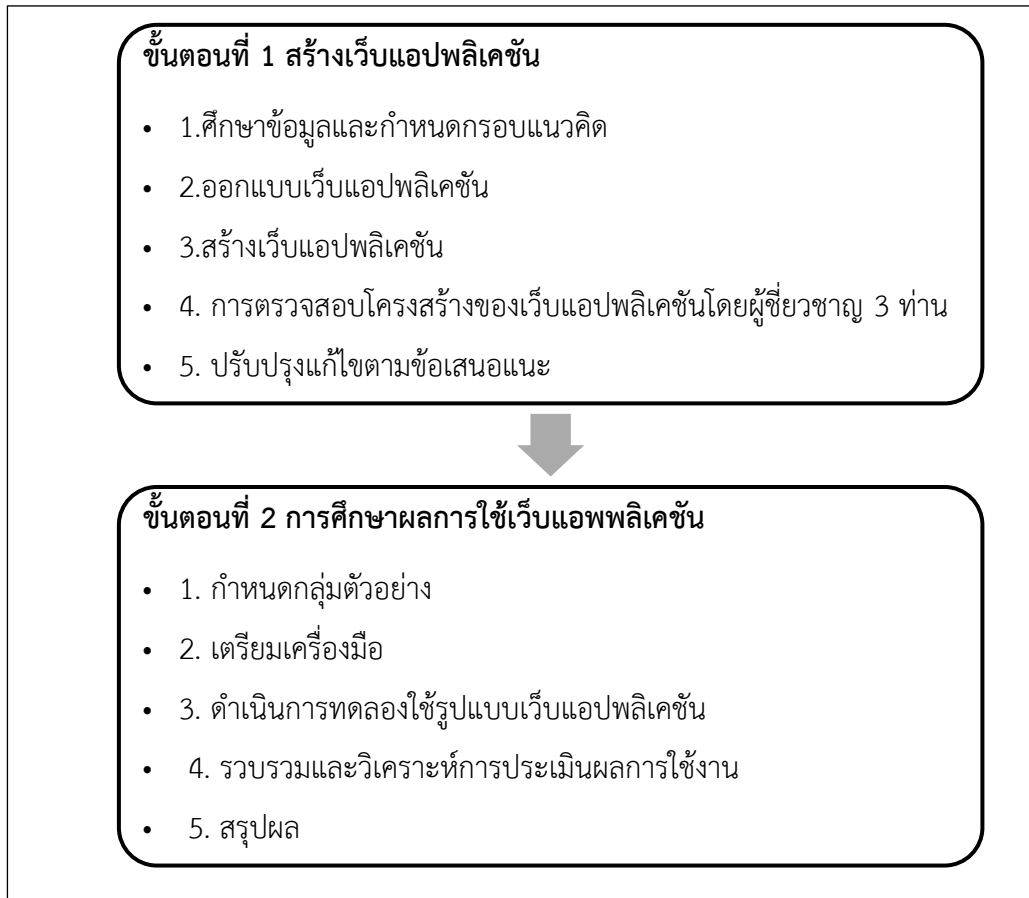 ขั้นตอนที่ 1 สร้างเว็บแอปพลิเคชัน
• 1.ศึกษาข้อมูลและกำหนดกรอบแนวคิด
• 2.ออกแบบเว็บแอปพลิเคชัน
• 3.สร้างเว็บแอปพลิเคชัน
• 4. การตรวจสอบโครงสร้างของเว็บแอปพลิเคชันโดยผู้ชี่ยวชาญ 3 ท่าน
• 5. ปรับปรุงแก้ไขตามข้อเสนอแนะ
ขั้นตอนที่ 2 การศึกษาผลการใช้เว็บแอพพลิเคชัน
• 1. กำหนดกลุ่มตัวอย่าง
• 2. เตรียมเครื่องมือ
• 3. ดำเนินการทดลองใช้รูปแบบเว็บแอปพลิเคชัน
• 4. รวบรวมและวิเคราะห์การประเมินผลการใช้งาน
• 5. สรุปผล